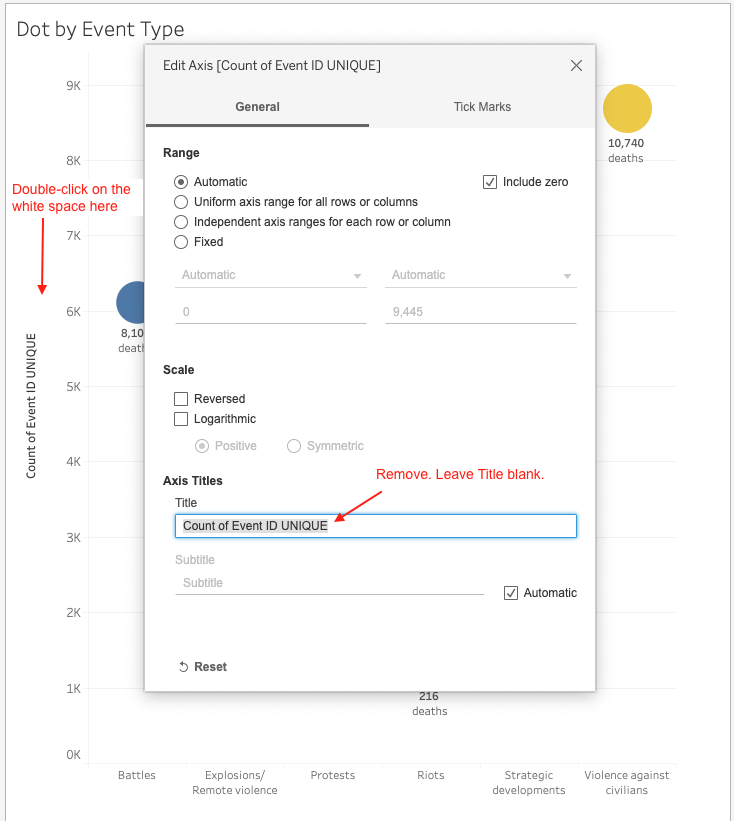 Dot by Event Type
Edit Axis [Count of Event ID UNIQUE]
General
Tick Marks
Range
Automatic
Include zero
Uniform axis range for all rows or columns
Independent axis ranges for each row or column
Fixed
Automatic
Automatic
0
9,445
Scale
Reversed
Logarithmic
Positive
Symmetric
Remove. Leave Title blank.
Axis Titles
Title
Count of Event ID UNIQUE
Subtitle
Subtitle
Automatic
Reset
Double-click on the
white space here
Count of Event ID UNIQUE
9K
8K
7K
6K
5K
4K
3K
2K
1K
0K
10,740
deaths
216
deaths
Battles
Explosions/
Remote violence
Protests
Riots
Strategic
developments
Violence against
civilians